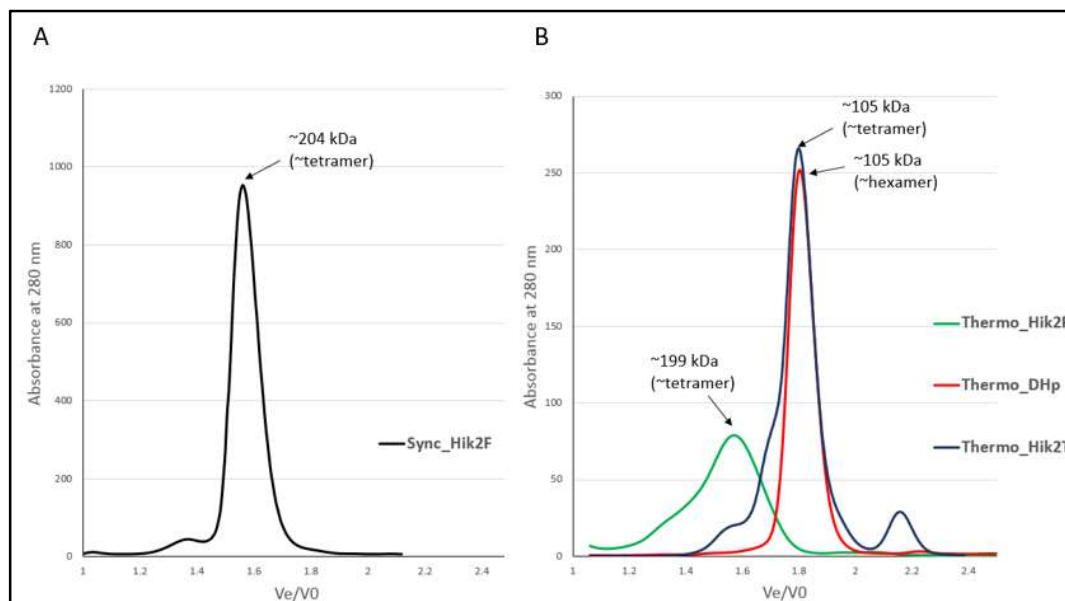 A
1200
1000
800
600
400
200
0
Absorbance at 280 nm
~204 kDa
(~tetramer)
Sync_Hik2F
1
1.2
1.4
1.6
1.8
2
2.2
2.4
Ve/V0
B
300
250
200
150
100
50
0
Absorbance at 280 nm
~105 kDa
(~tetramer)
~105 kDa
(~hexamer)
~199 kDa
(~tetramer)
Thermo_Hik2F
Thermo_DHp
Thermo_Hik2T
1
1.2
1.4
1.6
1.8
2
2.2
2.4
Ve/V0